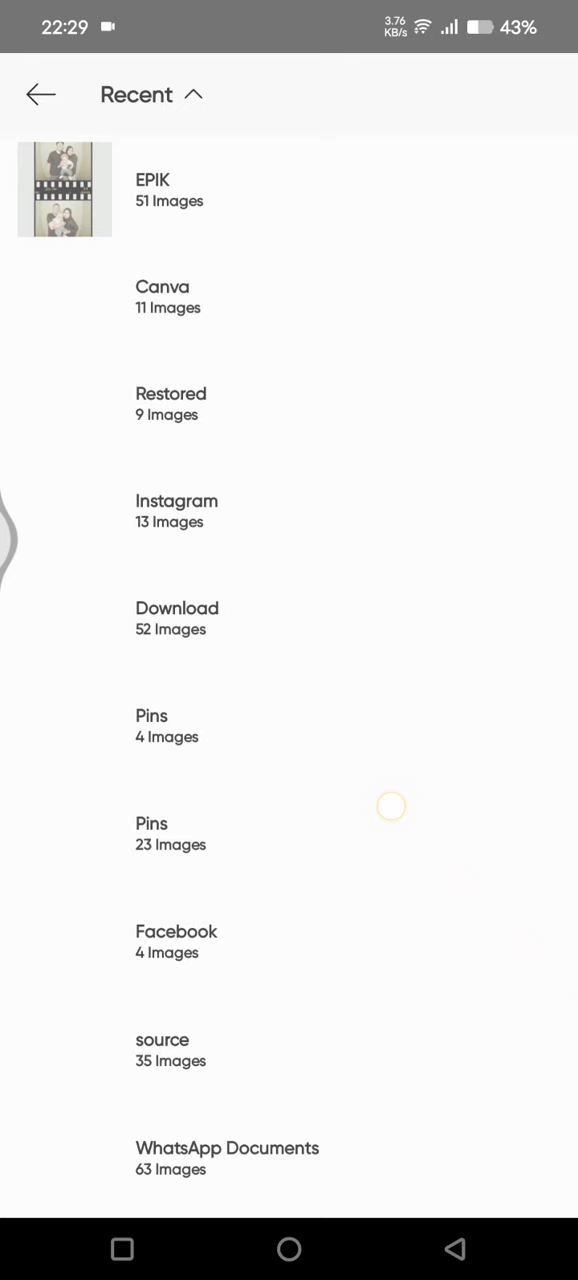 22:29
3.76
KB/s
43%
Recent
EPIK
51 Images
Canva
11 Images
Restored
9 Images
Instagram
13 Images
Download
52 Images
Pins
4 Images
Pins
23 Images
Facebook
4 Images
source
35 Images
WhatsApp Documents
63 Images